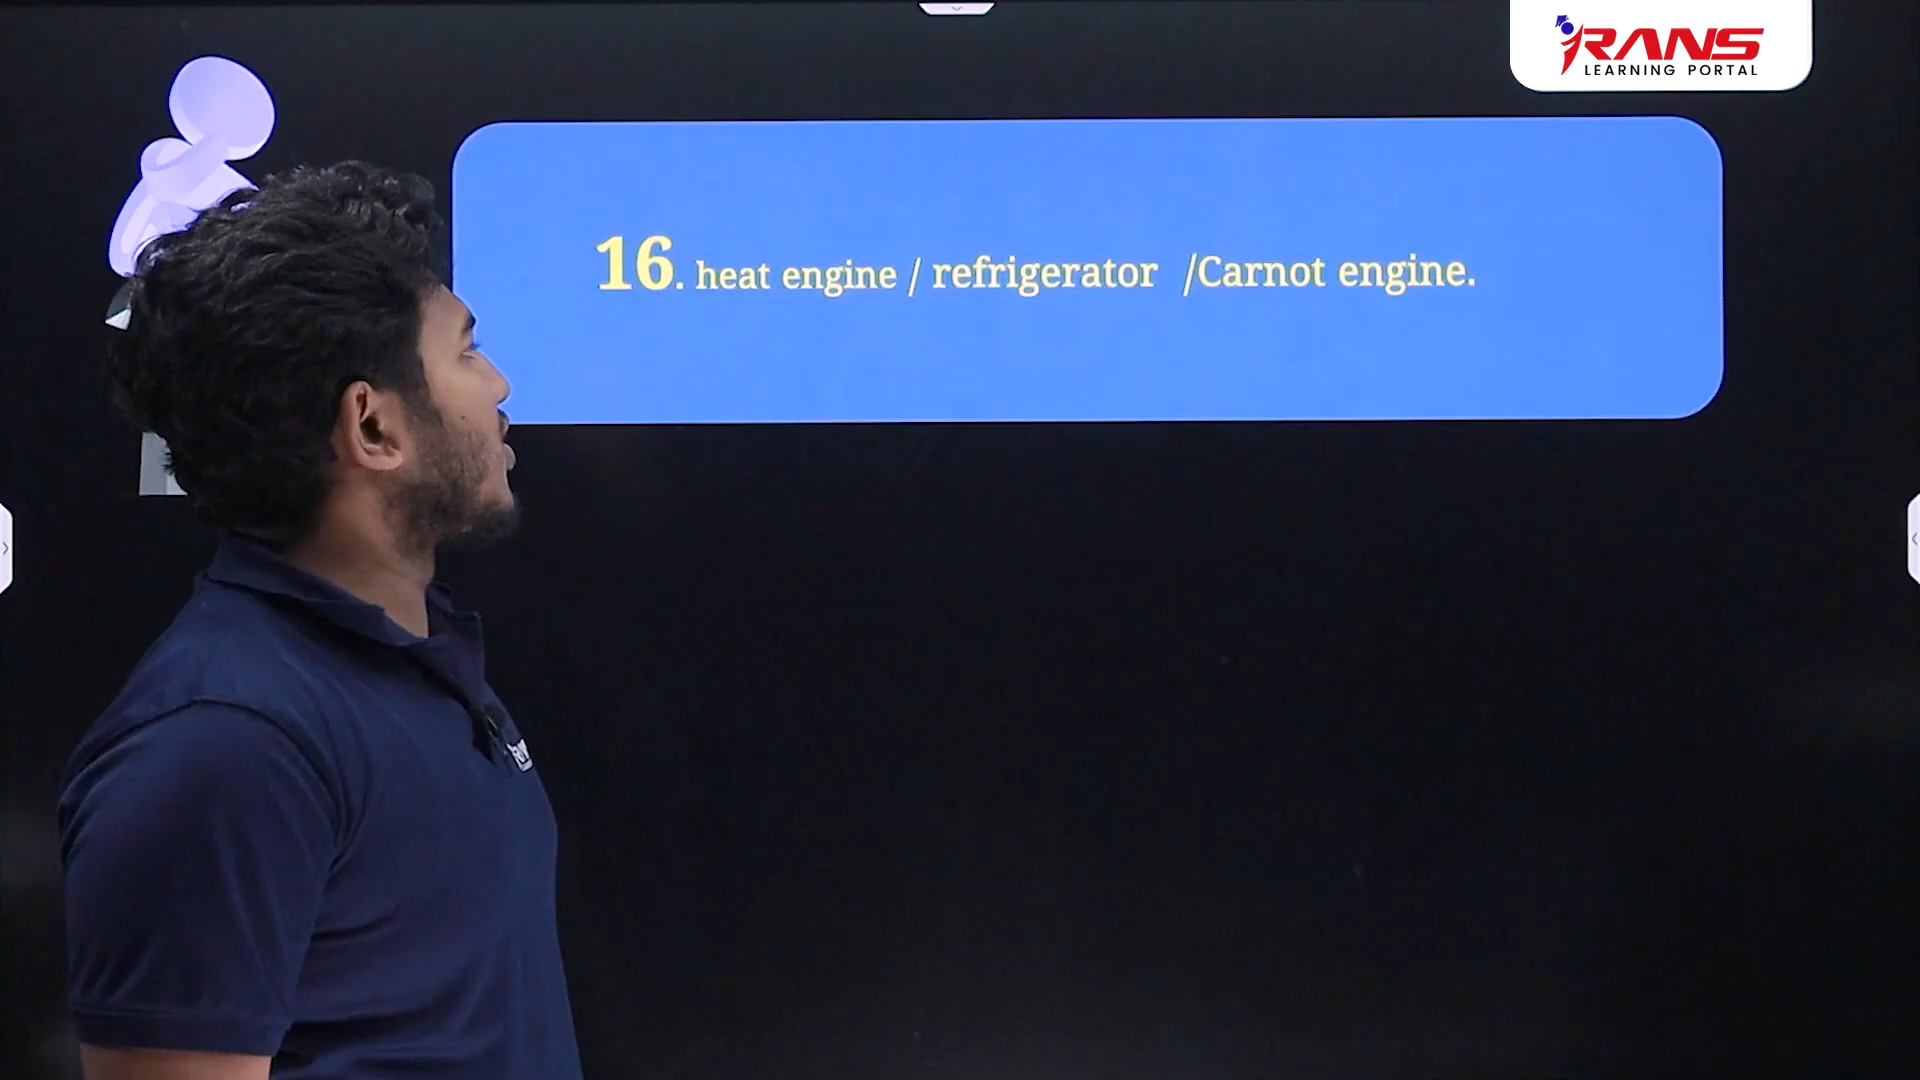 RANS
LEARNING PORTAL
16. heat engine / refrigerator /Carnot engine.